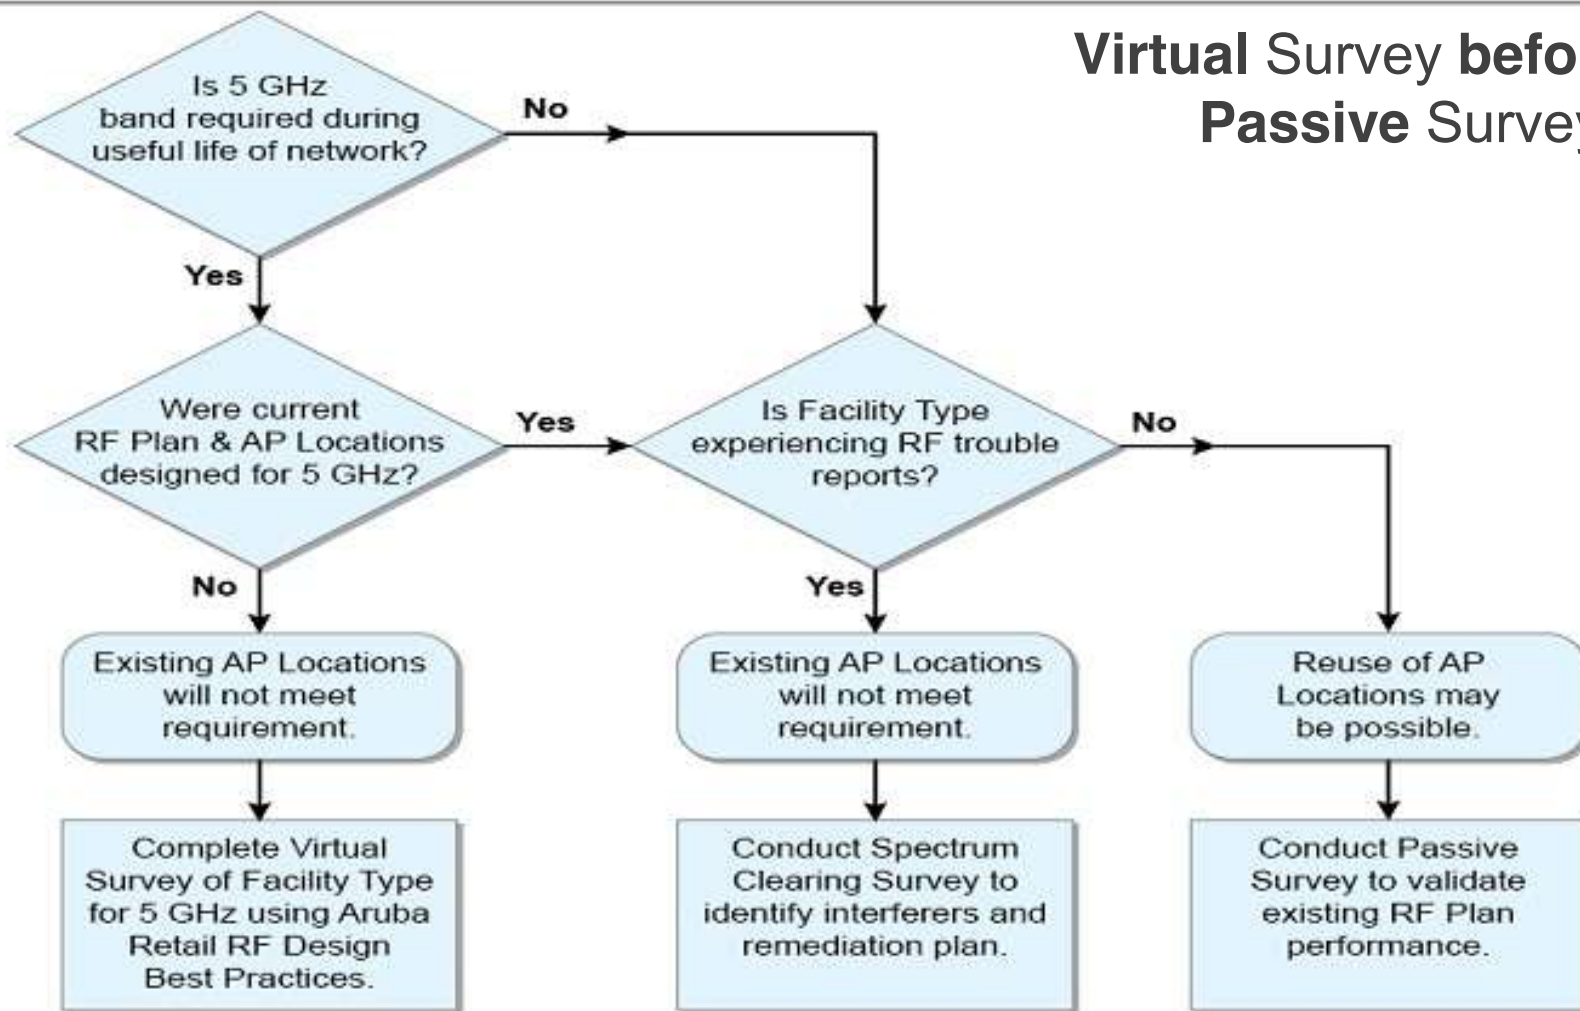 Virtual Survey befo
Passive Survey
Is 5 GHz
band required during
useful life of network?
No
Yes
Were current
RF Plan & AP Locations
designed for 5 GHz?
Yes
Is Facility Type
experiencing RF trouble
reports?
No
No
Yes
Existing AP Locations
will not meet
requirement.
Existing AP Locations
will not meet
requirement.
Reuse of AP
Locations may
be possible.
Complete Virtual
Survey of Facility Type
for 5 GHz using Aruba
Retail RF Design
Best Practices.
Conduct Spectrum
Clearing Survey to
identify interferers and
remediation plan.
Conduct Passive
Survey to validate
existing RF Plan
performance.